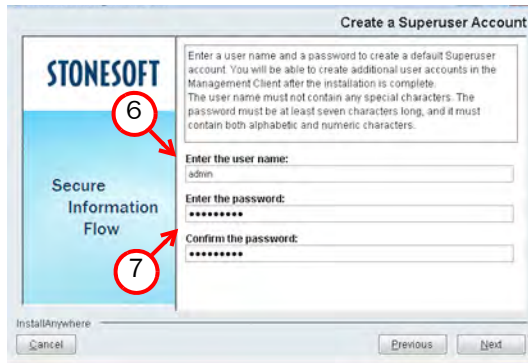 Create a Superuser Account
STONESOFT
Secure
Information
Flow
Enter a user name and a password to create a default Superuser
account. You will be able to create additional user accounts in the
Management Client after the installation is complete.
The user name must not contain any special characters. The
password must be at least seven characters long, and it must
contain both alphabetic and numeric characters.
6
Enter the user name:
admin
Enter the password:
•••••••••
7
Confirm the password:
•••••••••
InstallAnywhere
Cancel
Previous
Next